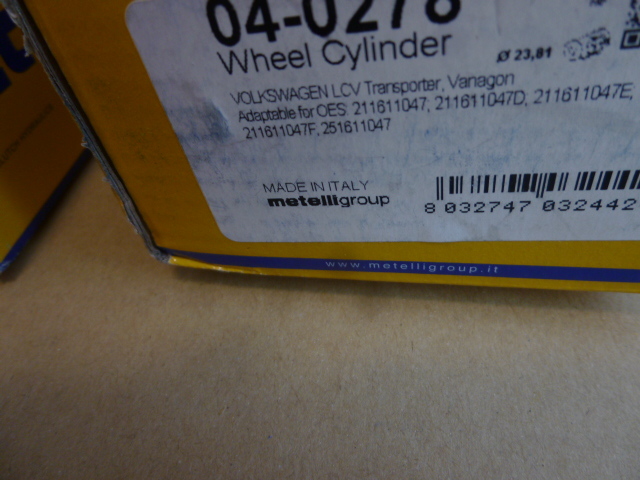 04-0278
Wheel Cylinder
Ø 23,81
VOLKSWAGEN LCV Transporter, Vanagon
Adaptable for OES: 211611047, 211611047D, 211611047E,
211611047F, 251611047
MADE IN ITALY
metelligroup
8 032747 032442
www.metelligroup.it